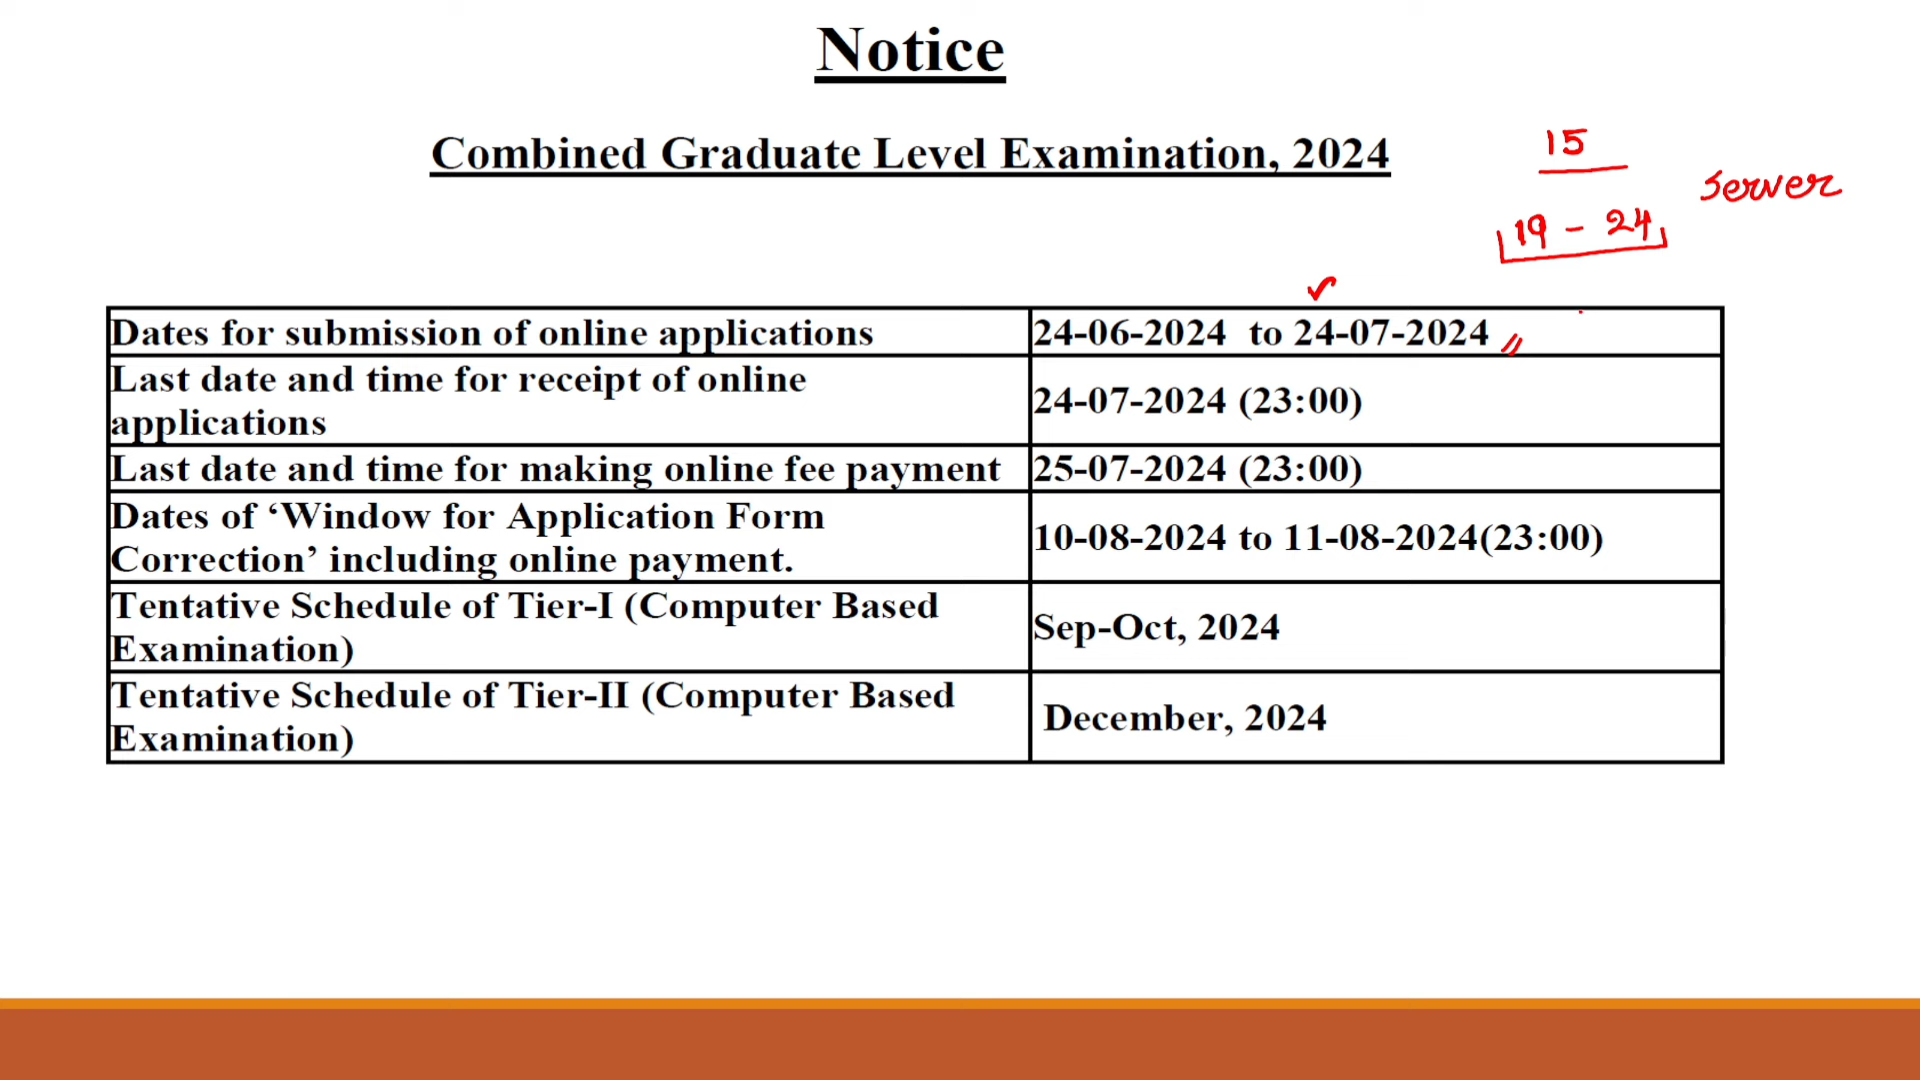 Notice
Combined Graduate Level Examination, 2024
15
server
19 - 24
Dates for submission of online applications
24-06-2024 to 24-07-2024
Last date and time for receipt of online
applications
24-07-2024 (23:00)
Last date and time for making online fee payment
25-07-2024 (23:00)
Dates of ‘Window for Application Form
Correction’ including online payment.
10-08-2024 to 11-08-2024(23:00)
Tentative Schedule of Tier-I (Computer Based
Examination)
Sep-Oct, 2024
Tentative Schedule of Tier-II (Computer Based
Examination)
December, 2024